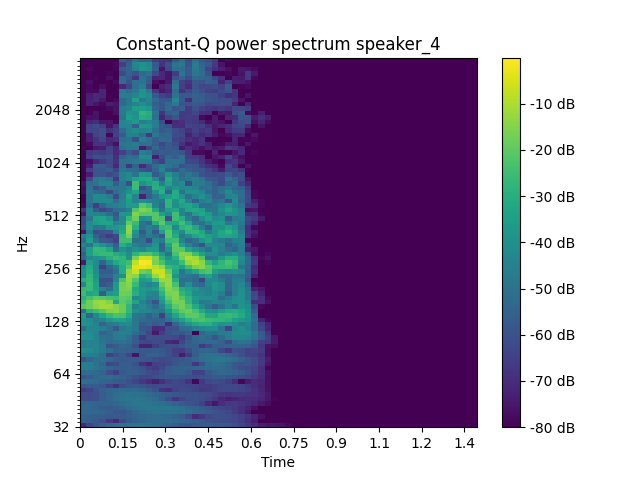 Constant-Q power spectrum speaker_4
2048
1024
512
256
128
64
32
Hz
0 0.15 0.3 0.45 0.6 0.75 0.9 1.1 1.2 1.4
Time
-10 dB
-20 dB
-30 dB
-40 dB
-50 dB
-60 dB
-70 dB
-80 dB